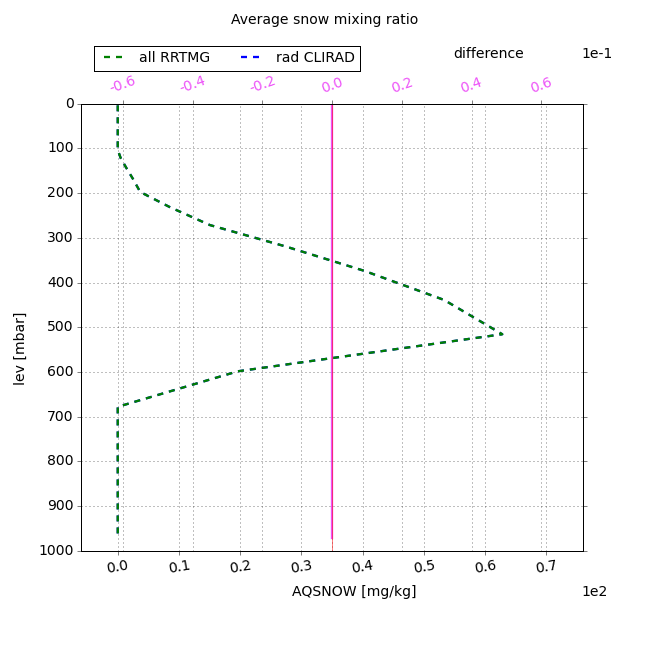 Average snow mixing ratio
difference 1e-1
all RRTMG rad CLIRAD
-0.6 -0.4 -0.2 0.0 0.2 0.4 0.6
0
100
200
300
400
500
600
700
800
900
1000
lev [mbar]
0.0 0.1 0.2 0.3 0.4 0.5 0.6 0.7
AQSNOW [mg/kg] 1e2